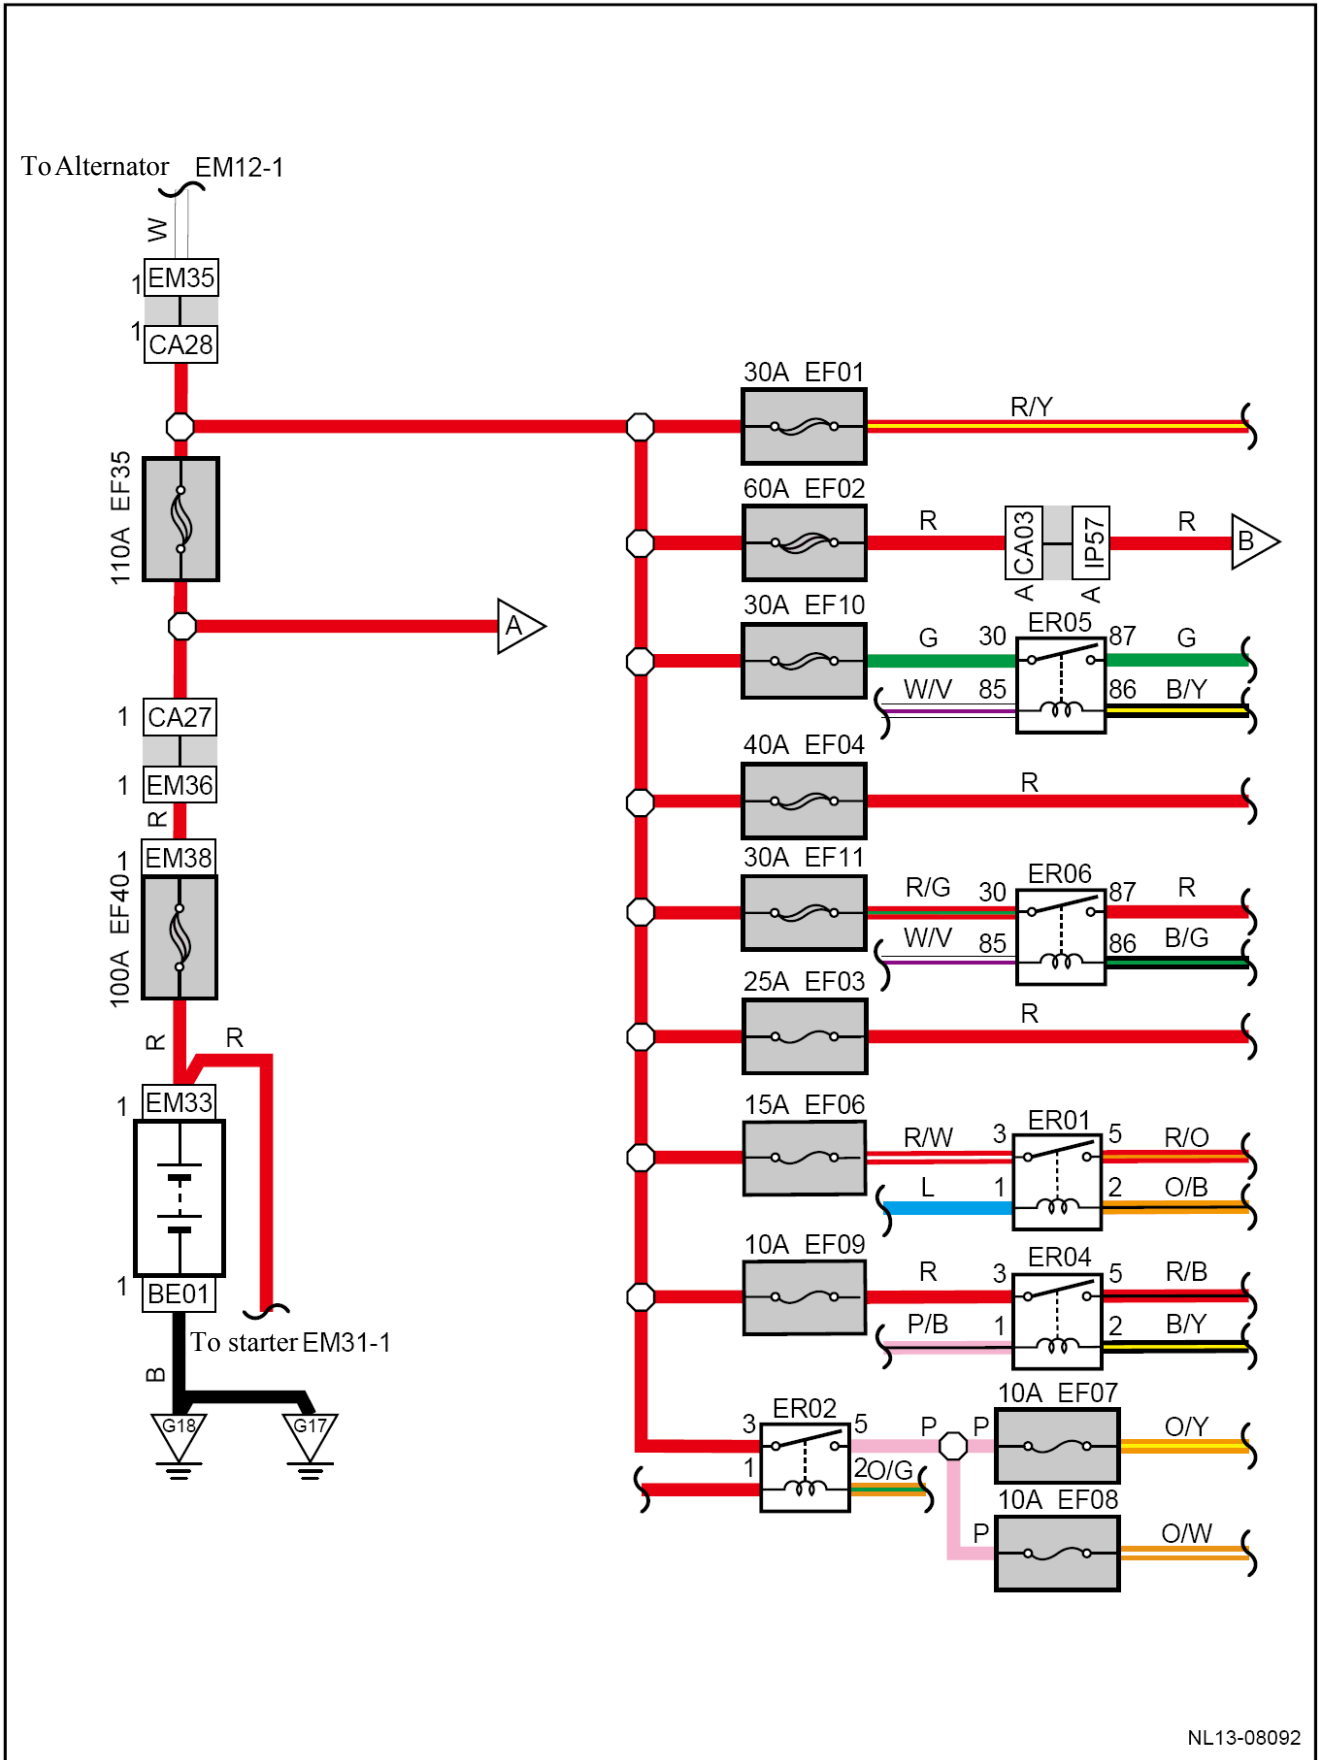 To Alternator EM12-1
W
1 EM35
1 CA28
110A EF35
A
1 CA27
1 EM36
R
1 EM38
100A EF40
R
R
1 EM33
1 BE01
To starter EM31-1
B
G18
G17
30A EF01
R/Y
60A EF02
R
A CA03
A IP57
R
B
30A EF10
G
30
ER05
87
G
W/V
85
86
B/Y
40A EF04
R
30A EF11
R/G
30
ER06
87
R
W/V
85
86
B/G
25A EF03
R
15A EF06
R/W
3
ER01
5
R/O
L
1
2
O/B
10A EF09
R
3
ER04
5
R/B
P/B
1
2
B/Y
3
ER02
5
P
P
10A EF07
O/Y
1
2
O/G
P
10A EF08
O/W
NL13-08092